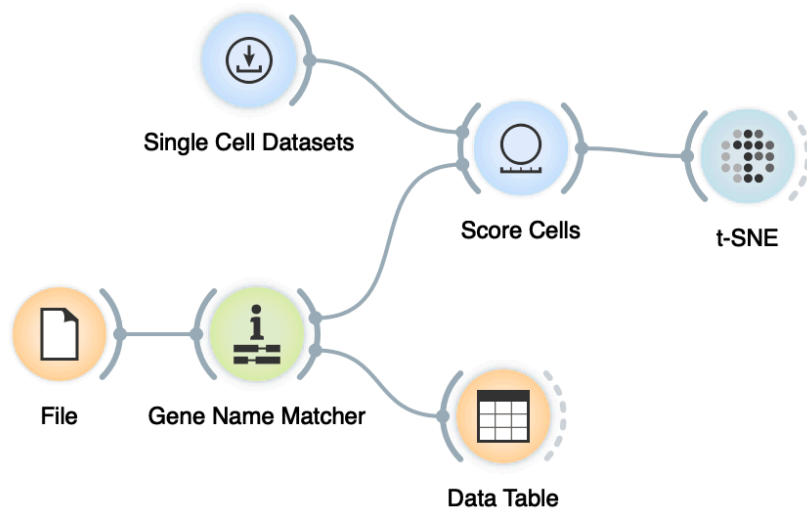 Single Cell Datasets
Score Cells
t-SNE
File
Gene Name Matcher
Data Table